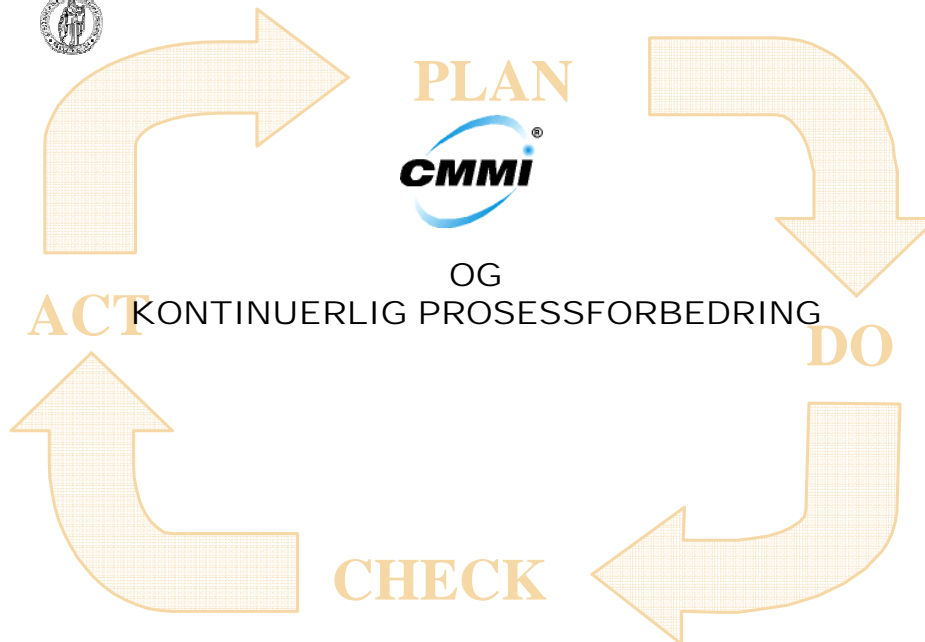 PLAN
CMMI®
OG
KONTINUERLIG PROSESSFORBEDRING
ACT
DO
CHECK